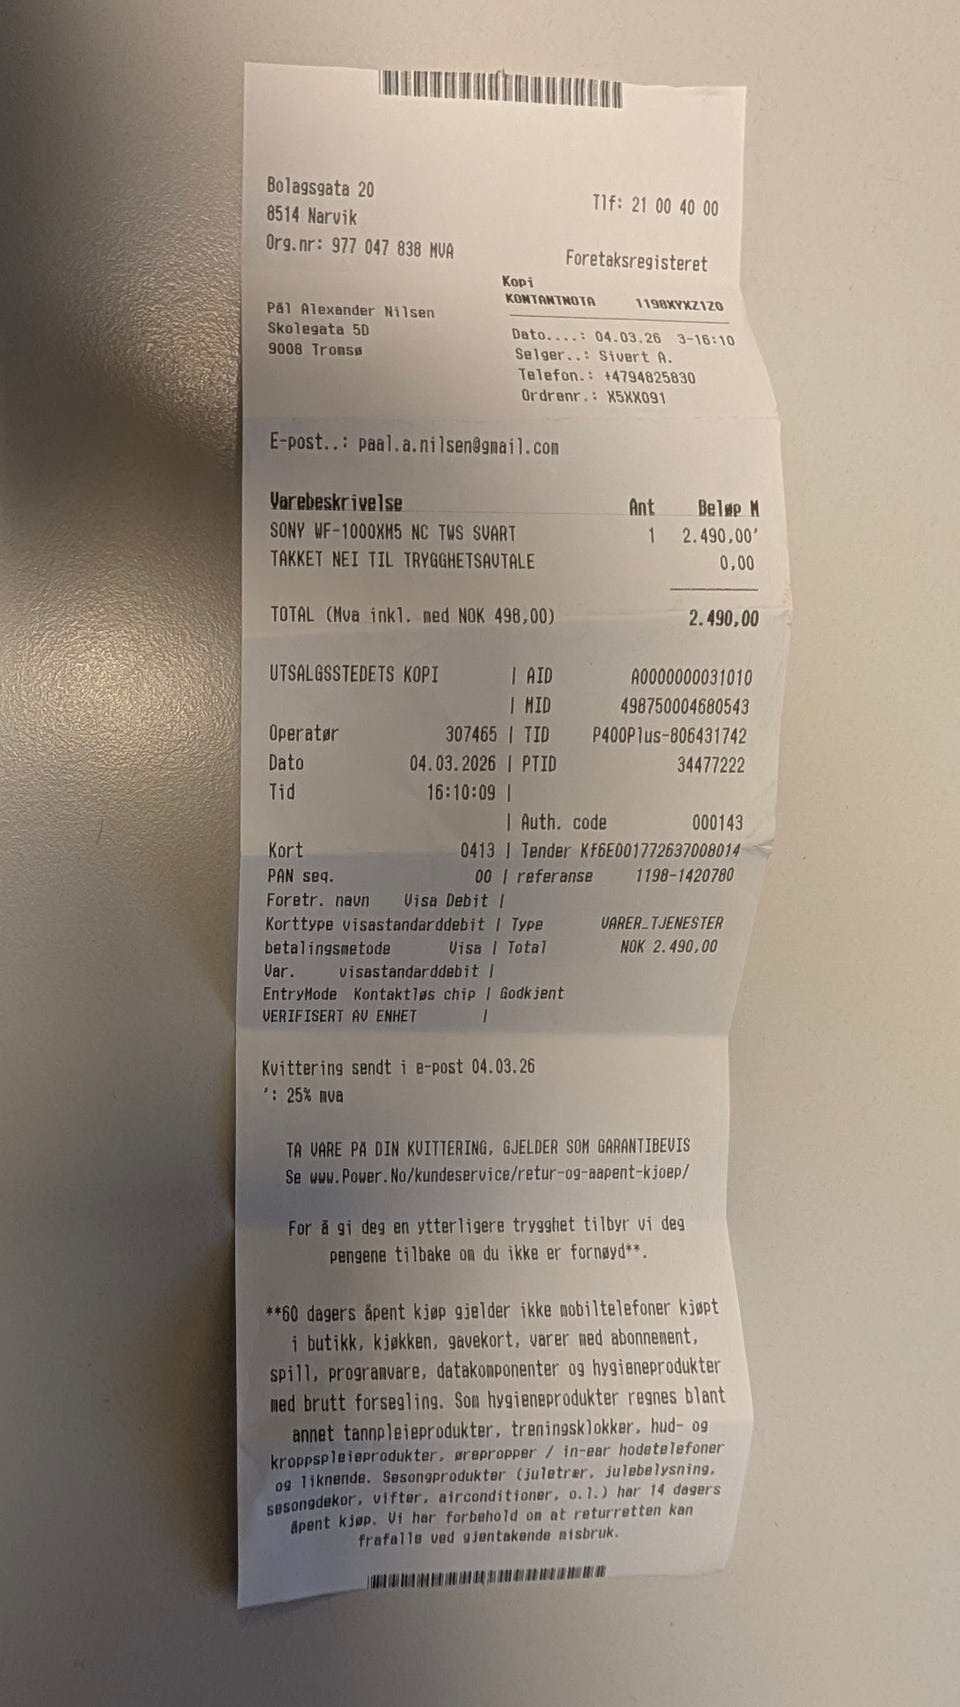 Bolagsgata 20
8514 Narvik
Org.nr: 977 047 838 MVA
Tlf: 21 00 40 00
Foretaksregisteret
Kopi
KONTANTNOTA 1198XYXZ1Z0
Pål Alexander Nilsen
Skolegata 5D
9008 Tromsø
Dato....: 04.03.26 3-16:10
Selger..: Sivert A.
Telefon.: +4794825830
Ordrenr.: X5XX091
E-post..: paal.a.nilsen@gmail.com
Varebeskrivelse Ant Beløp M
SONY WF-1000XM5 NC TWS SVART 1 2.490,00'
TAKKET NEI TIL TRYGGHETSAVTALE 0,00
TOTAL (Mva inkl. med NOK 498,00) 2.490,00
UTSALGSSTEDETS KOPI | AID A0000000031010
| MID 498750004680543
Operatør 307465 | TID P400Plus-806431742
Dato 04.03.2026 | PTID 34477222
Tid 16:10:09 |
| Auth. code 000143
Kort 0413 | Tender Kf6E001772637008014
PAN seq. 00 | referanse 1198-1420780
Foretr. navn Visa Debit |
Korttype visastandarddebit | Type VARER_TJENESTER
betalingsmetode Visa | Total NOK 2.490,00
Var. visastandarddebit |
EntryMode Kontaktløs chip | Godkjent
VERIFISERT AV ENHET |
Kvittering sendt i e-post 04.03.26
': 25% mva
TA VARE PÅ DIN KVITTERING, GJELDER SOM GARANTIBEVIS
Se www.Power.No/kundeservice/retur-og-aapent-kjoep/
For å gi deg en ytterligere trygghet tilbyr vi deg
pengene tilbake om du ikke er fornøyd**.
**60 dagers åpent kjøp gjelder ikke mobiltelefoner kjøpt
i butikk, kjøkken, gavekort, varer med abonnement,
spill, programvare, datakomponenter og hygieneprodukter
med brutt forsegling. Som hygieneprodukter regnes blant
annet tannpleieprodukter, treningsklokker, hud- og
kroppspleieprodukter, ørepropper / in-ear hodetelefoner
og liknende. Sesongprodukter (juletrær, julebelysning,
sesongdekor, vifter, airconditioner, o.l.) har 14 dagers
åpent kjøp. Vi har forbehold om at returretten kan
frafalle ved gjentakende misbruk.